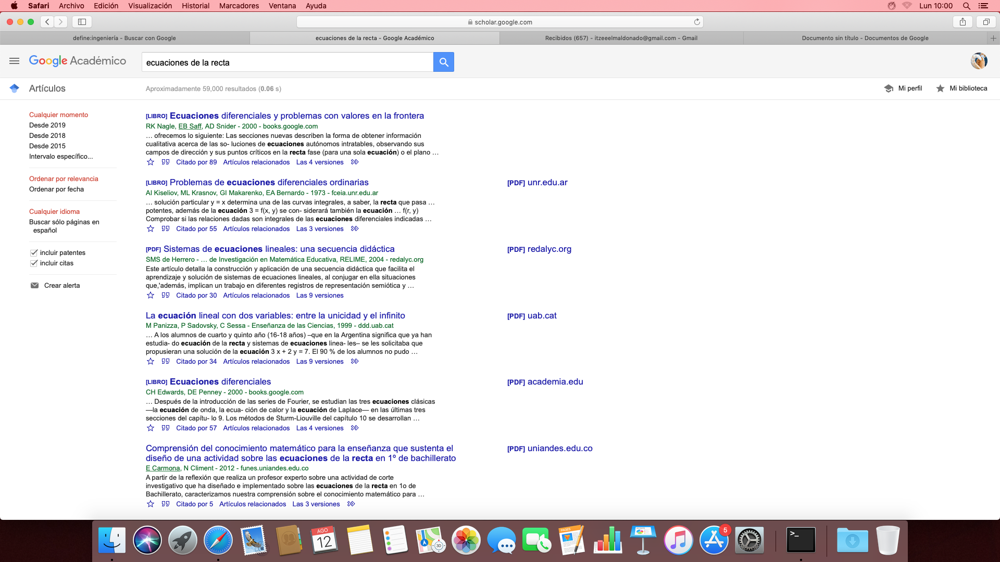 Safari Archivo Edición Visualización Historial Marcadores Ventana Ayuda Lun 10:00
scholar.google.com
define:ingeniería - Buscar con Google
ecuaciones de la recta - Google Académico
Recibidos (657) - itzeeelmaldonado@gmail.com - Gmail
Documento sin título - Documentos de Google
Google Académico
ecuaciones de la recta
Artículos
Aproximadamente 59,000 resultados (0.06 s)
Mi perfil
Mi biblioteca
Cualquier momento
Desde 2019
Desde 2018
Desde 2015
Intervalo específico...
Ordenar por relevancia
Ordenar por fecha
Cualquier idioma
Buscar sólo páginas en
español
incluir patentes
incluir citas
Crear alerta
[LIBRO] Ecuaciones diferenciales y problemas con valores en la frontera
RK Nagle, EB Saff, AD Snider - 2000 - books.google.com
… ofrecemos lo siguiente: Las secciones nuevas describen la forma de obtener información
cualitativa acerca de las so- luciones de ecuaciones autónomos intratables, observando sus
campos de dirección y sus puntos críticos en la recta fase (para una sola ecuación) o el plano …
Citado por 89 Artículos relacionados Las 4 versiones
[LIBRO] Problemas de ecuaciones diferenciales ordinarias
[PDF] unr.edu.ar
AI Kiseliov, ML Krasnov, GI Makarenko, EA Bernardo - 1973 - fceia.unr.edu.ar
… solución particular y = x determina una de las curvas integrales, a saber, la recta que pasa …
potentes, además de la ecuación 3 = f(x, y) se con- siderará también la ecuación … f(r, y)
Comprobar si las relaciones dadas son integrales de las ecuaciones diferenciales indicadas …
Citado por 55 Artículos relacionados Las 3 versiones
[PDF] Sistemas de ecuaciones lineales: una secuencia didáctica
[PDF] redalyc.org
SMS de Herrero - … de Investigación en Matemática Educativa, RELIME, 2004 - redalyc.org
Este artículo detalla la construcción y aplicación de una secuencia didáctica que facilita el
aprendizaje y solución de sistemas de ecuaciones lineales, al conjugar en ella situaciones
que,'además, implican un trabajo en diferentes registros de representación semiótica y …
Citado por 30 Artículos relacionados Las 9 versiones
La ecuación lineal con dos variables: entre la unicidad y el infinito
[PDF] uab.cat
M Panizza, P Sadovsky, C Sessa - Enseñanza de las Ciencias, 1999 - ddd.uab.cat
… A los alumnos de cuarto y quinto año (16-18 años) –que en la Argentina significa que ya han
estudia- do ecuación de la recta y sistemas de ecuaciones linea- les– se les solicitaba que
propusieran una solución de la ecuación 3 x + 2 y = 7. El 90 % de los alumnos no pudo …
Citado por 34 Artículos relacionados Las 9 versiones
[LIBRO] Ecuaciones diferenciales
[PDF] academia.edu
CH Edwards, DE Penney - 2000 - books.google.com
… Después de la introducción de las series de Fourier, se estudian las tres ecuaciones clásicas
—la ecuación de onda, la ecua- ción de calor y la ecuación de Laplace— en las últimas tres
secciones del capítu- lo 9. Los métodos de Sturm-Liouville del capítulo 10 se desarrollan …
Citado por 57 Artículos relacionados Las 4 versiones
Comprensión del conocimiento matemático para la enseñanza que sustenta el
diseño de una actividad sobre las ecuaciones de la recta en 1º de bachillerato
[PDF] uniandes.edu.co
E Carmona, N Climent - 2012 - funes.uniandes.edu.co
A partir de la reflexión que realiza un profesor experto sobre una actividad de corte
investigativo que ha diseñado e implementado sobre las ecuaciones de la recta en 1o de
Bachillerato, caracterizamos nuestra comprensión sobre el conocimiento matemático para …
Citado por 5 Artículos relacionados Las 3 versiones
AGO
12
3D
PAGES
5
>_